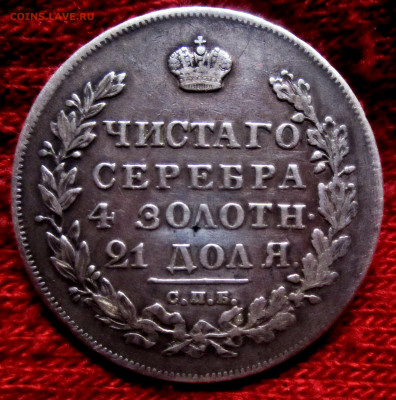 COINS.LAVE.RU
ЧИСТАГО
СЕРЕБРА
4 ЗОЛОТН.
21 ДОЛЯ.
С.П.Б.